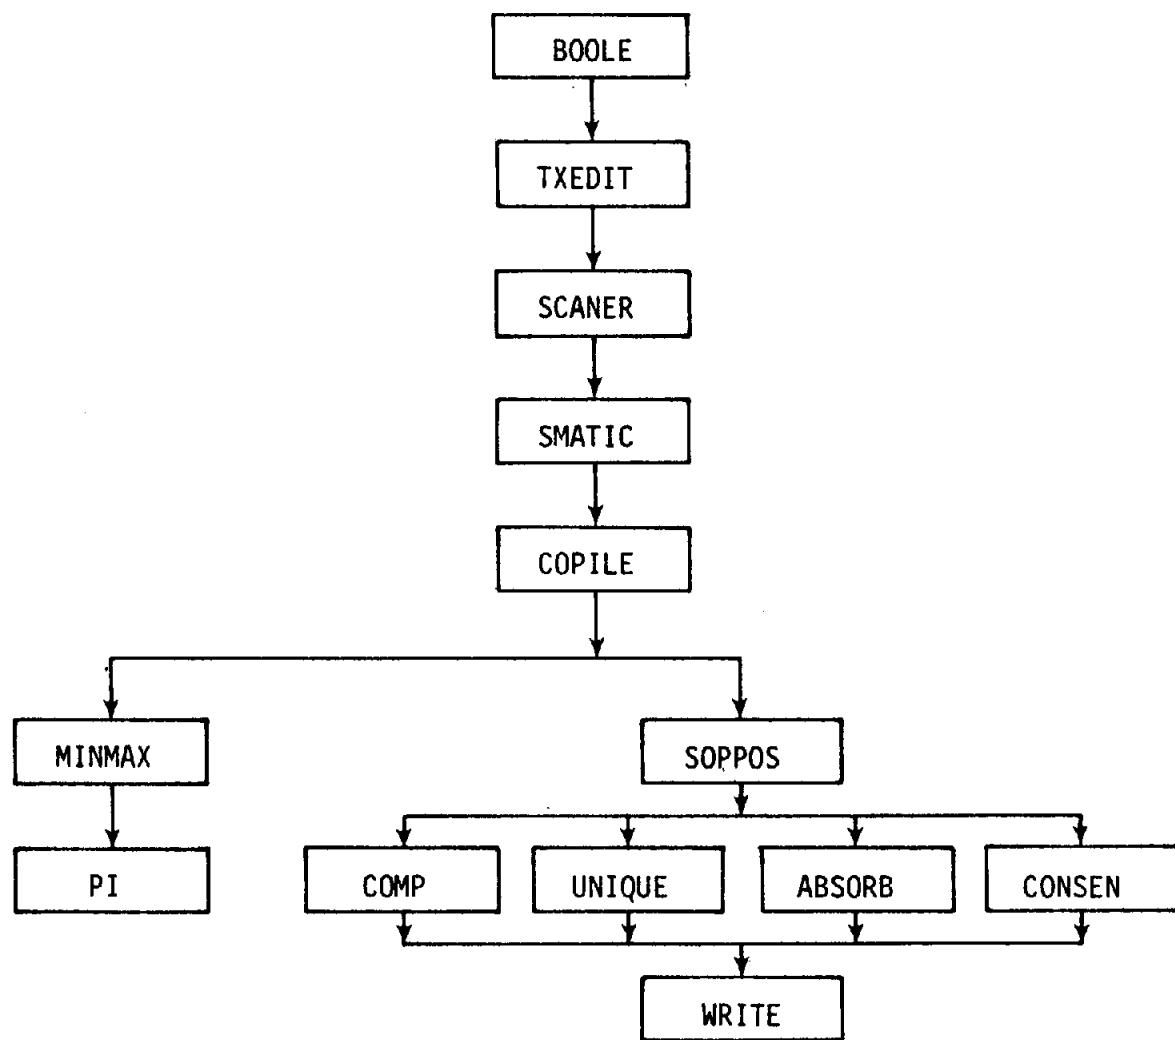 BOOLE
TXEDIT
SCANER
SMATIC
COPILE
MINMAX SOPPOS
PI COMP UNIQUE ABSORB CONSEN
WRITE